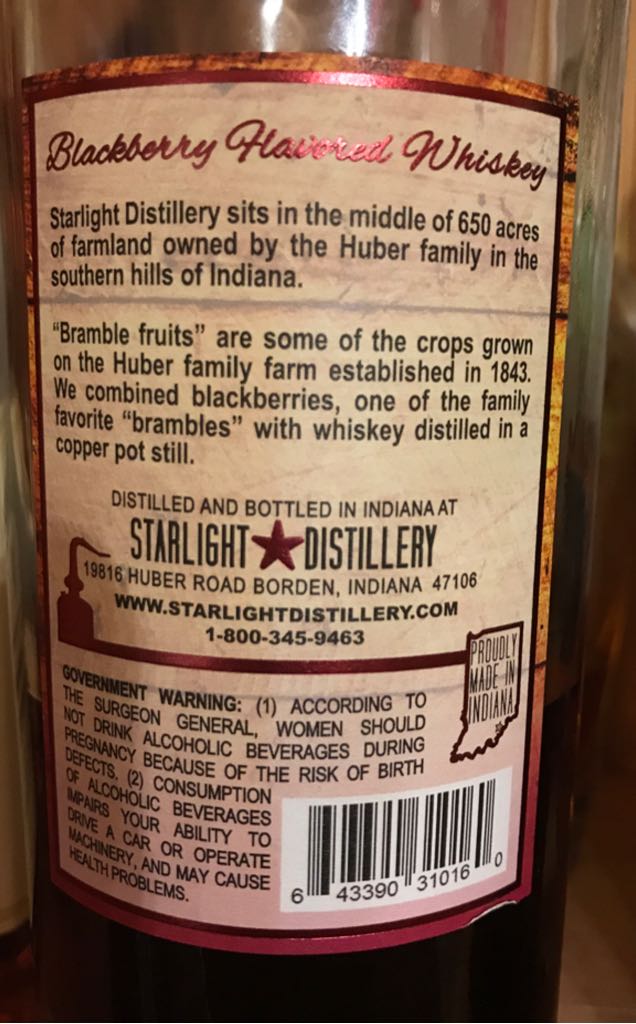 Blackberry Flavored Whiskey
Starlight Distillery sits in the middle of 650 acres
of farmland owned by the Huber family in the
southern hills of Indiana.
“Bramble fruits” are some of the crops grown
on the Huber family farm established in 1843.
We combined blackberries, one of the family
favorite “brambles” with whiskey distilled in a
copper pot still.
DISTILLED AND BOTTLED IN INDIANA AT
STARLIGHT DISTILLERY
19816 HUBER ROAD BORDEN, INDIANA 47106
WWW.STARLIGHTDISTILLERY.COM
1-800-345-9463
PROUDLY
MADE IN
INDIANA
GOVERNMENT WARNING: (1) ACCORDING TO
THE SURGEON GENERAL, WOMEN SHOULD
NOT DRINK ALCOHOLIC BEVERAGES DURING
PREGNANCY BECAUSE OF THE RISK OF BIRTH
DEFECTS. (2) CONSUMPTION
OF ALCOHOLIC BEVERAGES
IMPAIRS YOUR ABILITY TO
DRIVE A CAR OR OPERATE
MACHINERY, AND MAY CAUSE
HEALTH PROBLEMS.
6 43390 31016 0